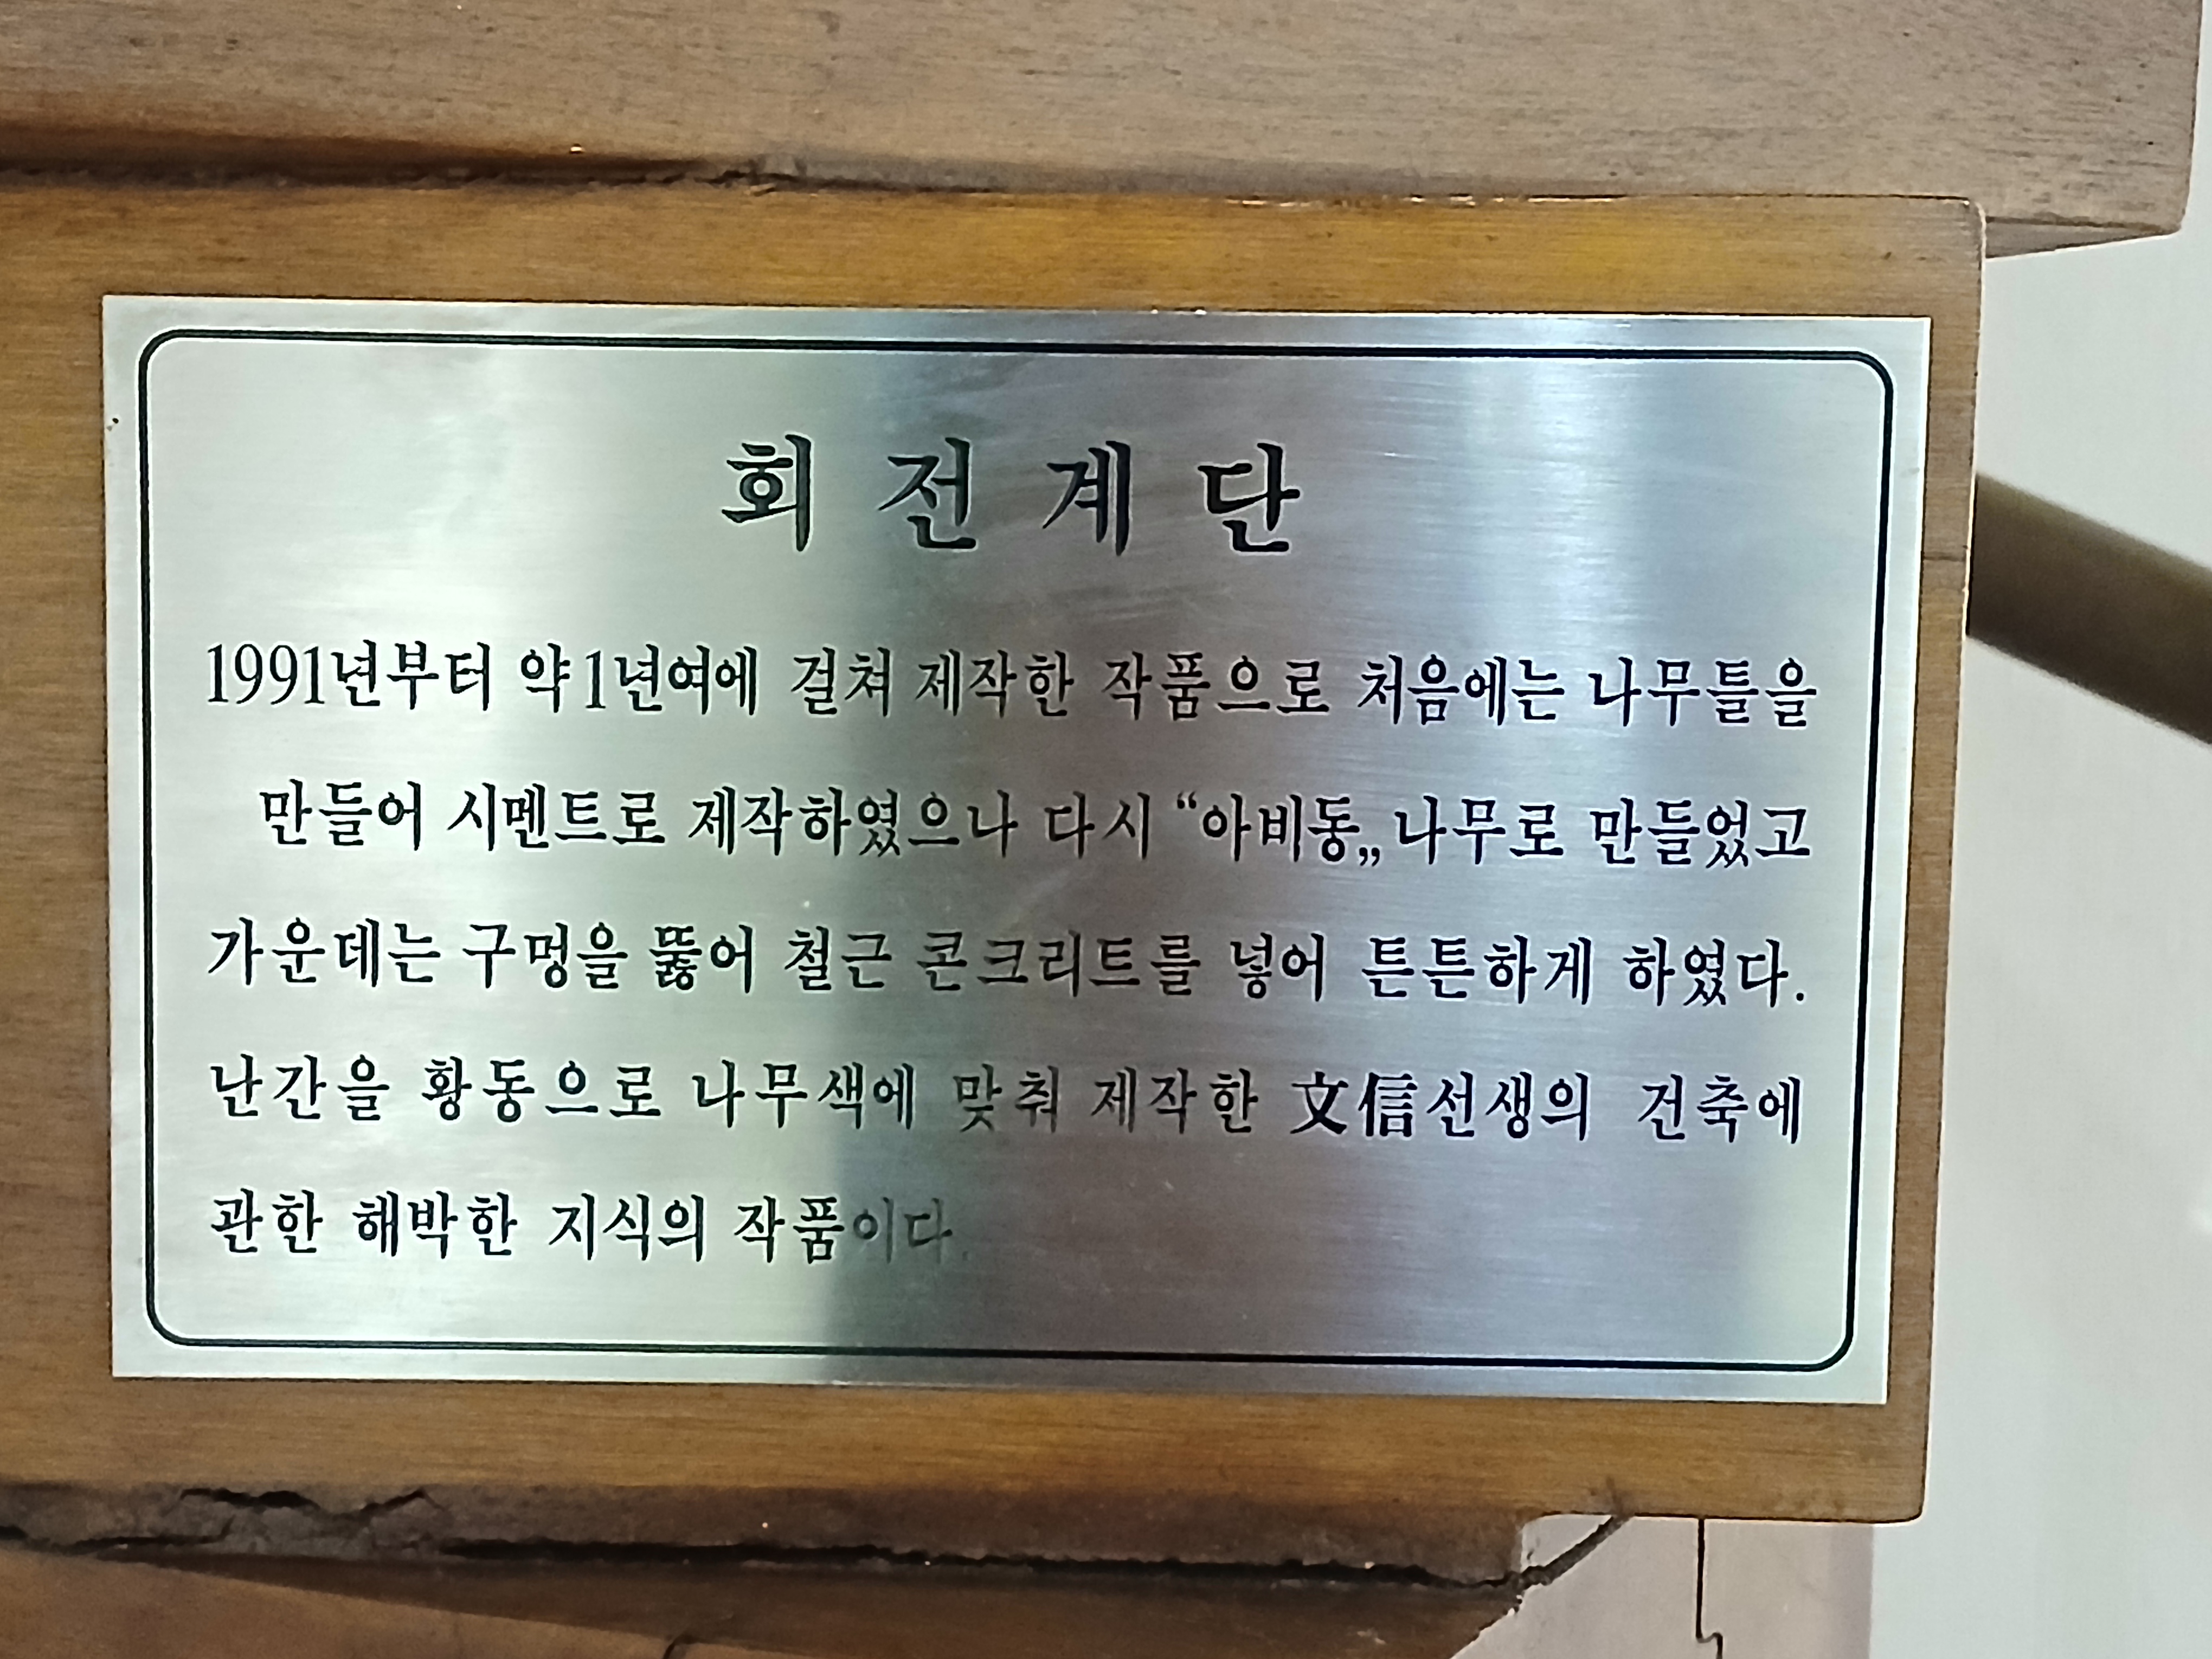 회전계단
1991년부터 약1년여에 걸쳐 제작한 작품으로 처음에는 나무틀을
만들어 시멘트로 제작하였으나 다시 “아비동„ 나무로 만들었고
가운데는 구멍을 뚫어 철근 콘크리트를 넣어 튼튼하게 하였다.
난간을 황동으로 나무색에 맞춰 제작한 文信선생의 건축에
관한 해박한 지식의 작품이다.